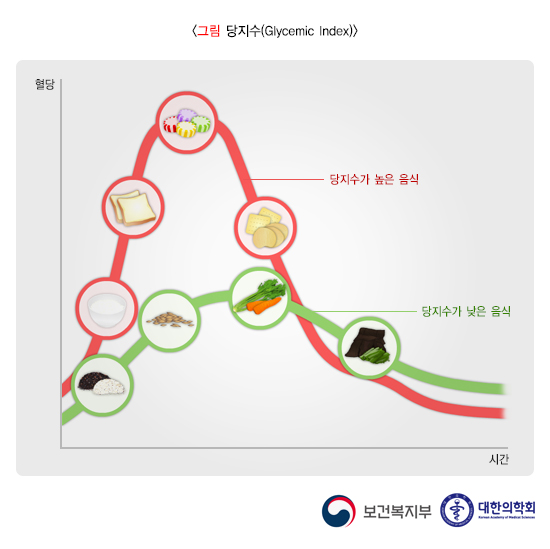 <그림 당지수(Glycemic Index)>
혈당
당지수가 높은 음식
당지수가 낮은 음식
시간
보건복지부
대한의학회
Korean Academy of Medical Sciences